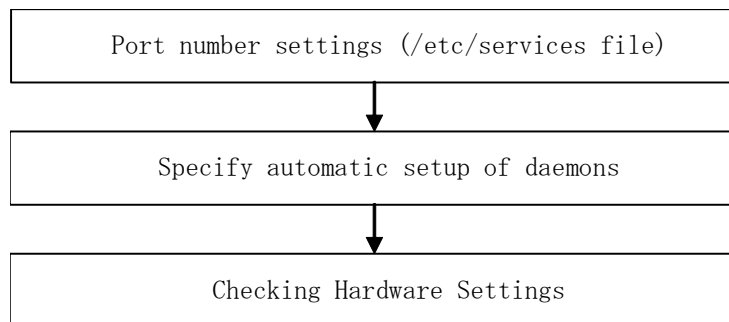 Port number settings (/etc/services file)
Specify automatic setup of daemons
Checking Hardware Settings